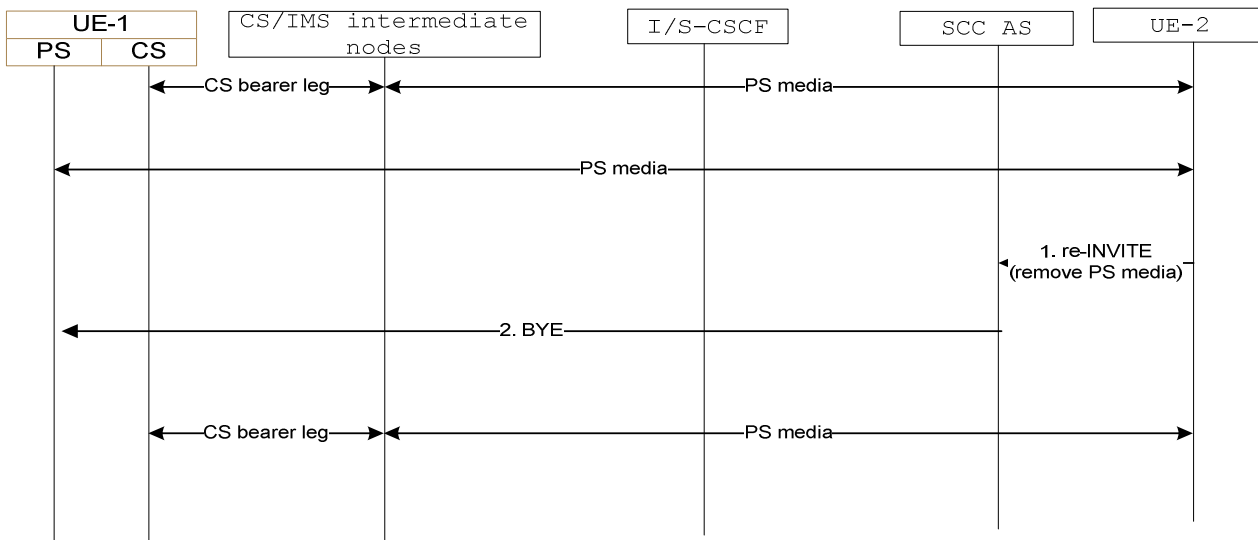 UE-1
PS CS
CS/IMS intermediate
nodes
I/S-CSCF
SCC AS
UE-2
CS bearer leg
PS media
PS media
1. re-INVITE
(remove PS media)
2. BYE
CS bearer leg
PS media